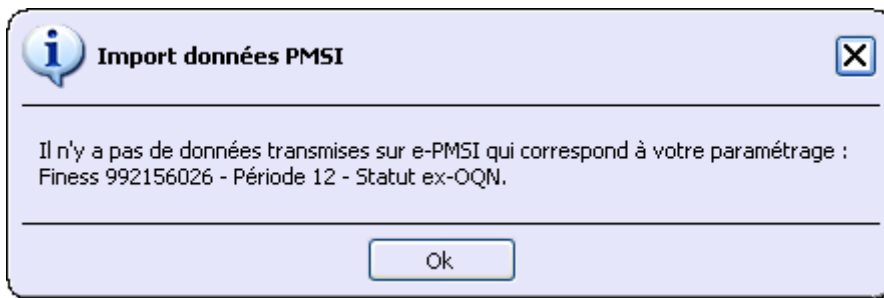 Import données PMSI
Il n'y a pas de données transmises sur e-PMSI qui correspond à votre paramétrage :
Finess 992156026 - Période 12 - Statut ex-OQN.
Ok